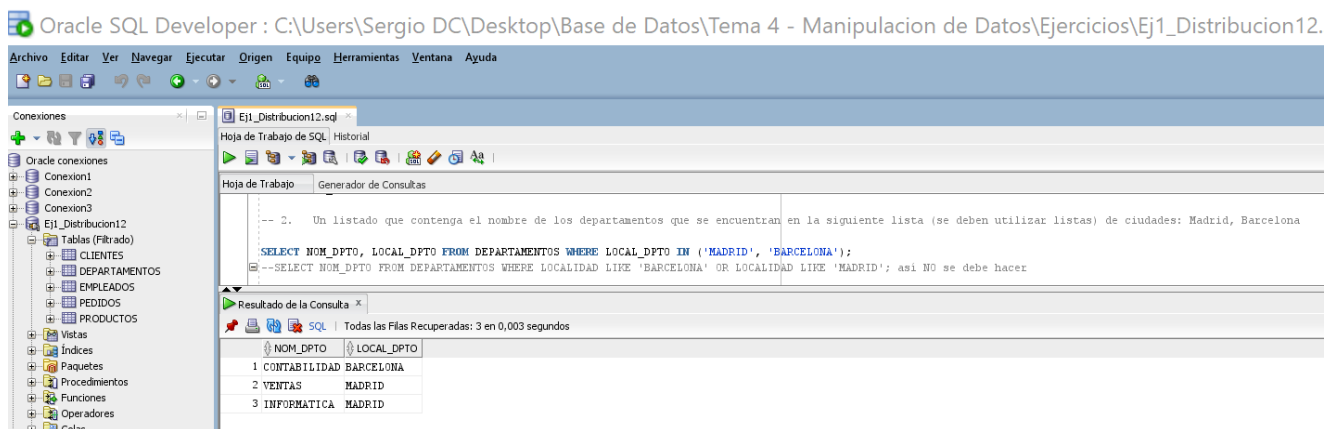 Oracle SQL Developer : C:\Users\Sergio DC\Desktop\Base de Datos\Tema 4 - Manipulacion de Datos\Ejercicios\Ej1_Distribucion12.
Archivo Editar Ver Navegar Ejecutar Origen Equipo Herramientas Ventana Ayuda
Conexiones
Oracle conexiones
Conexion1
Conexion2
Conexion3
Ej1_Distribucion12
Tablas (Filtrado)
CLIENTES
DEPARTAMENTOS
EMPLEADOS
PEDIDOS
PRODUCTOS
Vistas
Índices
Paquetes
Procedimientos
Funciones
Operadores
Colas
Ej1_Distribucion12.sql
Hoja de Trabajo de SQL Historial
Hoja de Trabajo Generador de Consultas
-- 2. Un listado que contenga el nombre de los departamentos que se encuentran en la siguiente lista (se deben utilizar listas) de ciudades: Madrid, Barcelona
SELECT NOM_DPTO, LOCAL_DPTO FROM DEPARTAMENTOS WHERE LOCAL_DPTO IN ('MADRID', 'BARCELONA');
--SELECT NOM_DPTO FROM DEPARTAMENTOS WHERE LOCALIDAD LIKE 'BARCELONA' OR LOCALIDAD LIKE 'MADRID'; asi NO se debe hacer
Resultado de la Consulta
SQL | Todas las Filas Recuperadas: 3 en 0,003 segundos
NOM_DPTO LOCAL_DPTO
1 CONTABILIDAD BARCELONA
2 VENTAS MADRID
3 INFORMATICA MADRID